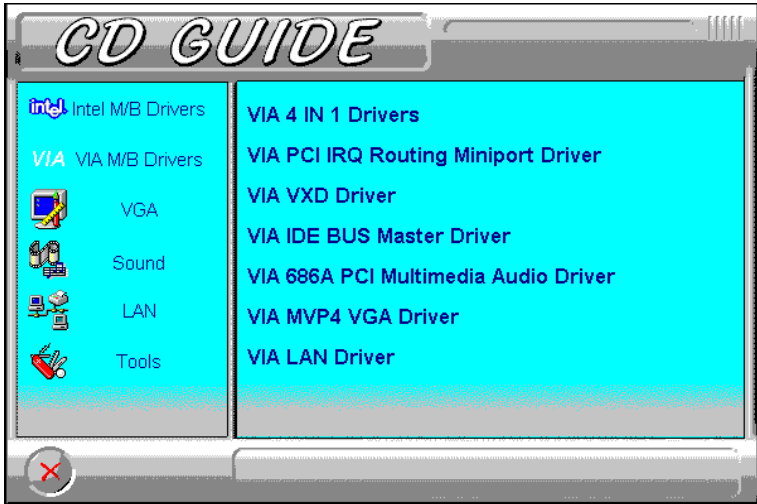 CD GUIDE
intel. Intel M/B Drivers
VIA VIA M/B Drivers
VGA
Sound
LAN
Tools
VIA 4 IN 1 Drivers
VIA PCI IRQ Routing Miniport Driver
VIA VXD Driver
VIA IDE BUS Master Driver
VIA 686A PCI Multimedia Audio Driver
VIA MVP4 VGA Driver
VIA LAN Driver